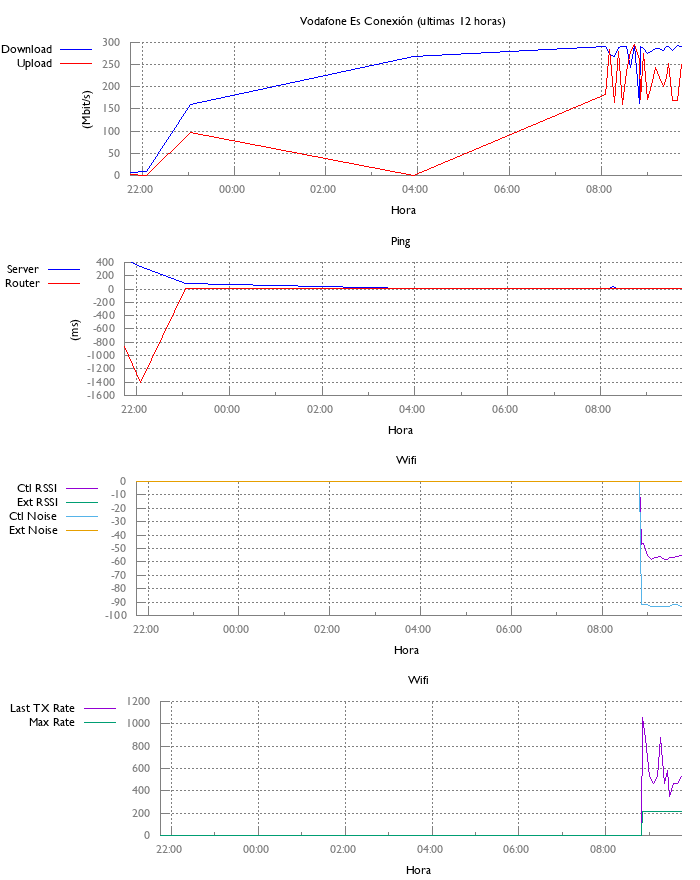 Vodafone Es Conexión (ultimas 12 horas)
Download
Upload
300
250
200
150
100
50
0
(Mbit/s)
22:00 00:00 02:00 04:00 06:00 08:00
Hora
Ping
Server
Router
400
200
0
-200
-400
-600
-800
-1000
-1200
-1400
-1600
(ms)
22:00 00:00 02:00 04:00 06:00 08:00
Hora
Wifi
Ctl RSSI
Ext RSSI
Ctl Noise
Ext Noise
0
-10
-20
-30
-40
-50
-60
-70
-80
-90
-100
22:00 00:00 02:00 04:00 06:00 08:00
Hora
Wifi
Last TX Rate
Max Rate
1200
1000
800
600
400
200
0
22:00 00:00 02:00 04:00 06:00 08:00
Hora